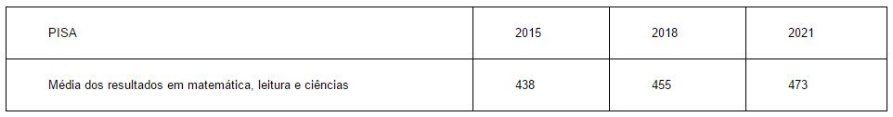 PISA 2015 2018 2021
Média dos resultados em matemática, leitura e ciências 438 455 473